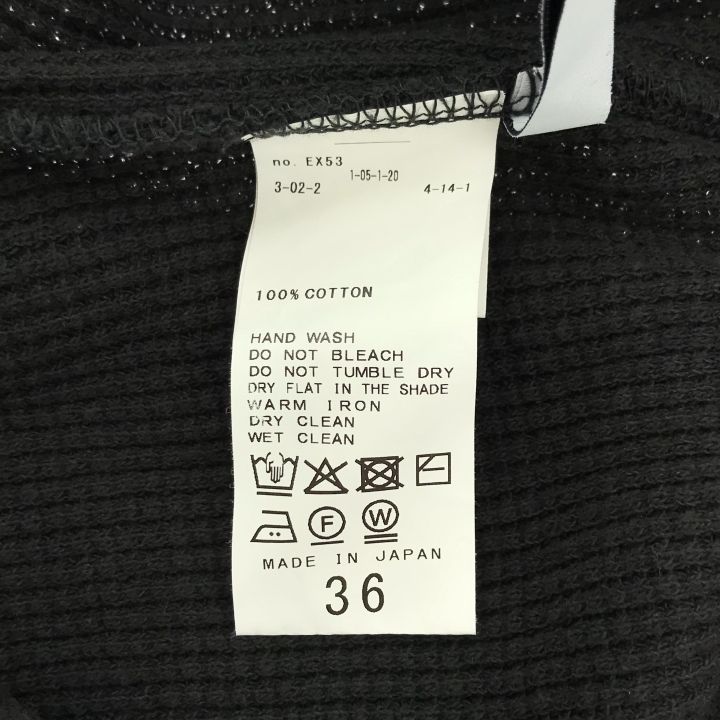 no. EX53
1-05-1-20
3-02-2 4-14-1
100% COTTON
HAND WASH
DO NOT BLEACH
DO NOT TUMBLE DRY
DRY FLAT IN THE SHADE
WARM IRON
DRY CLEAN
WET CLEAN
F W
MADE IN JAPAN
36